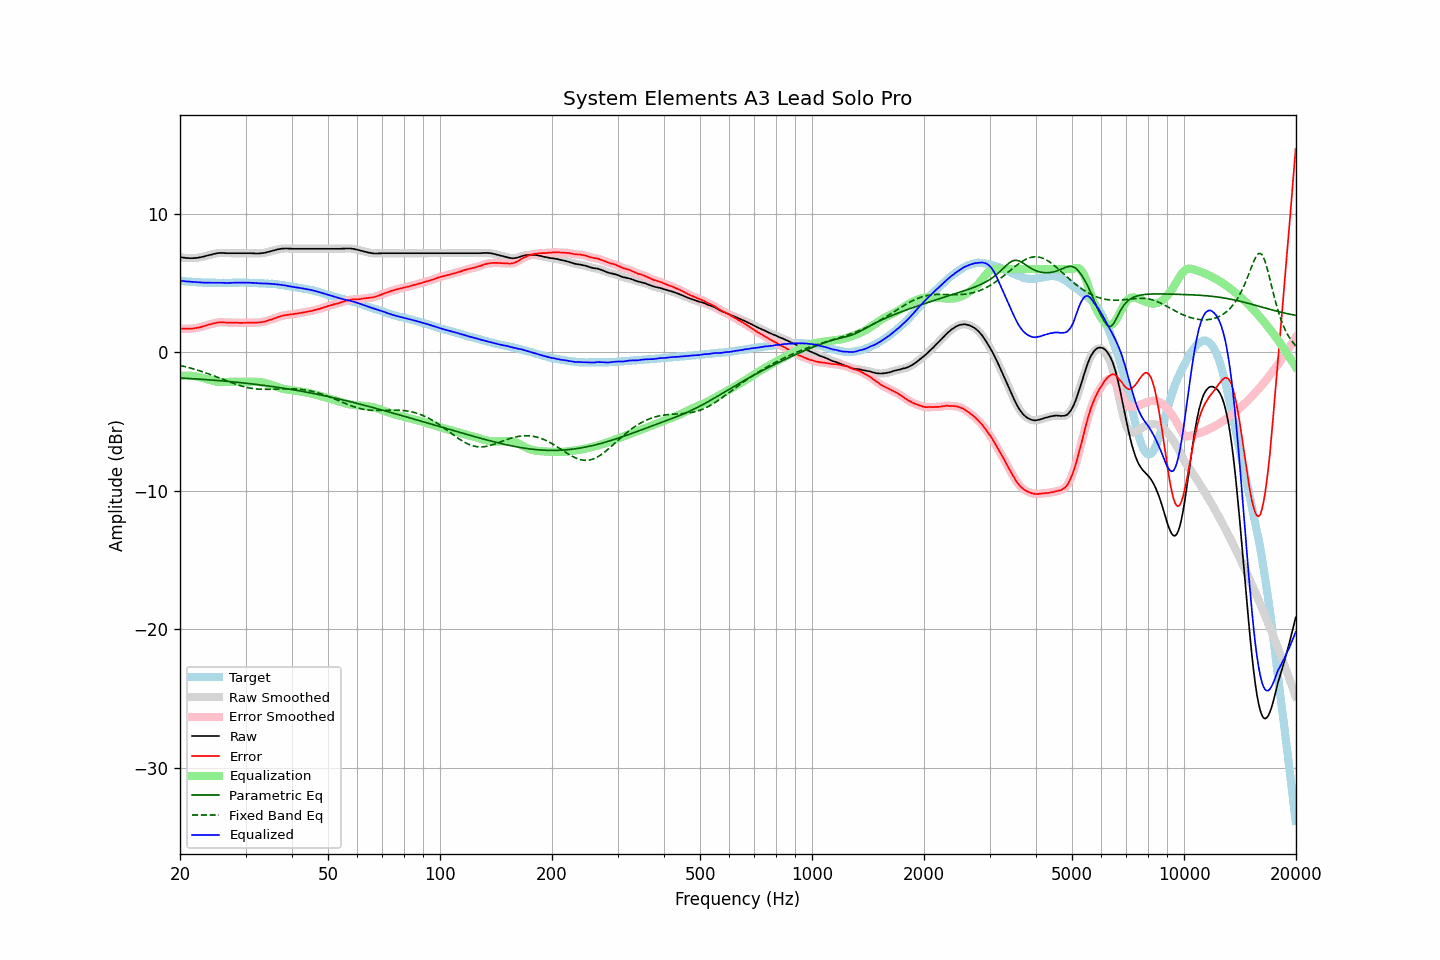 System Elements A3 Lead Solo Pro
Amplitude (dBr)
10
0
−10
−20
−30
Target
Raw Smoothed
Error Smoothed
Raw
Error
Equalization
Parametric Eq
Fixed Band Eq
Equalized
20 50 100 200 500 1000 2000 5000 10000 20000
Frequency (Hz)